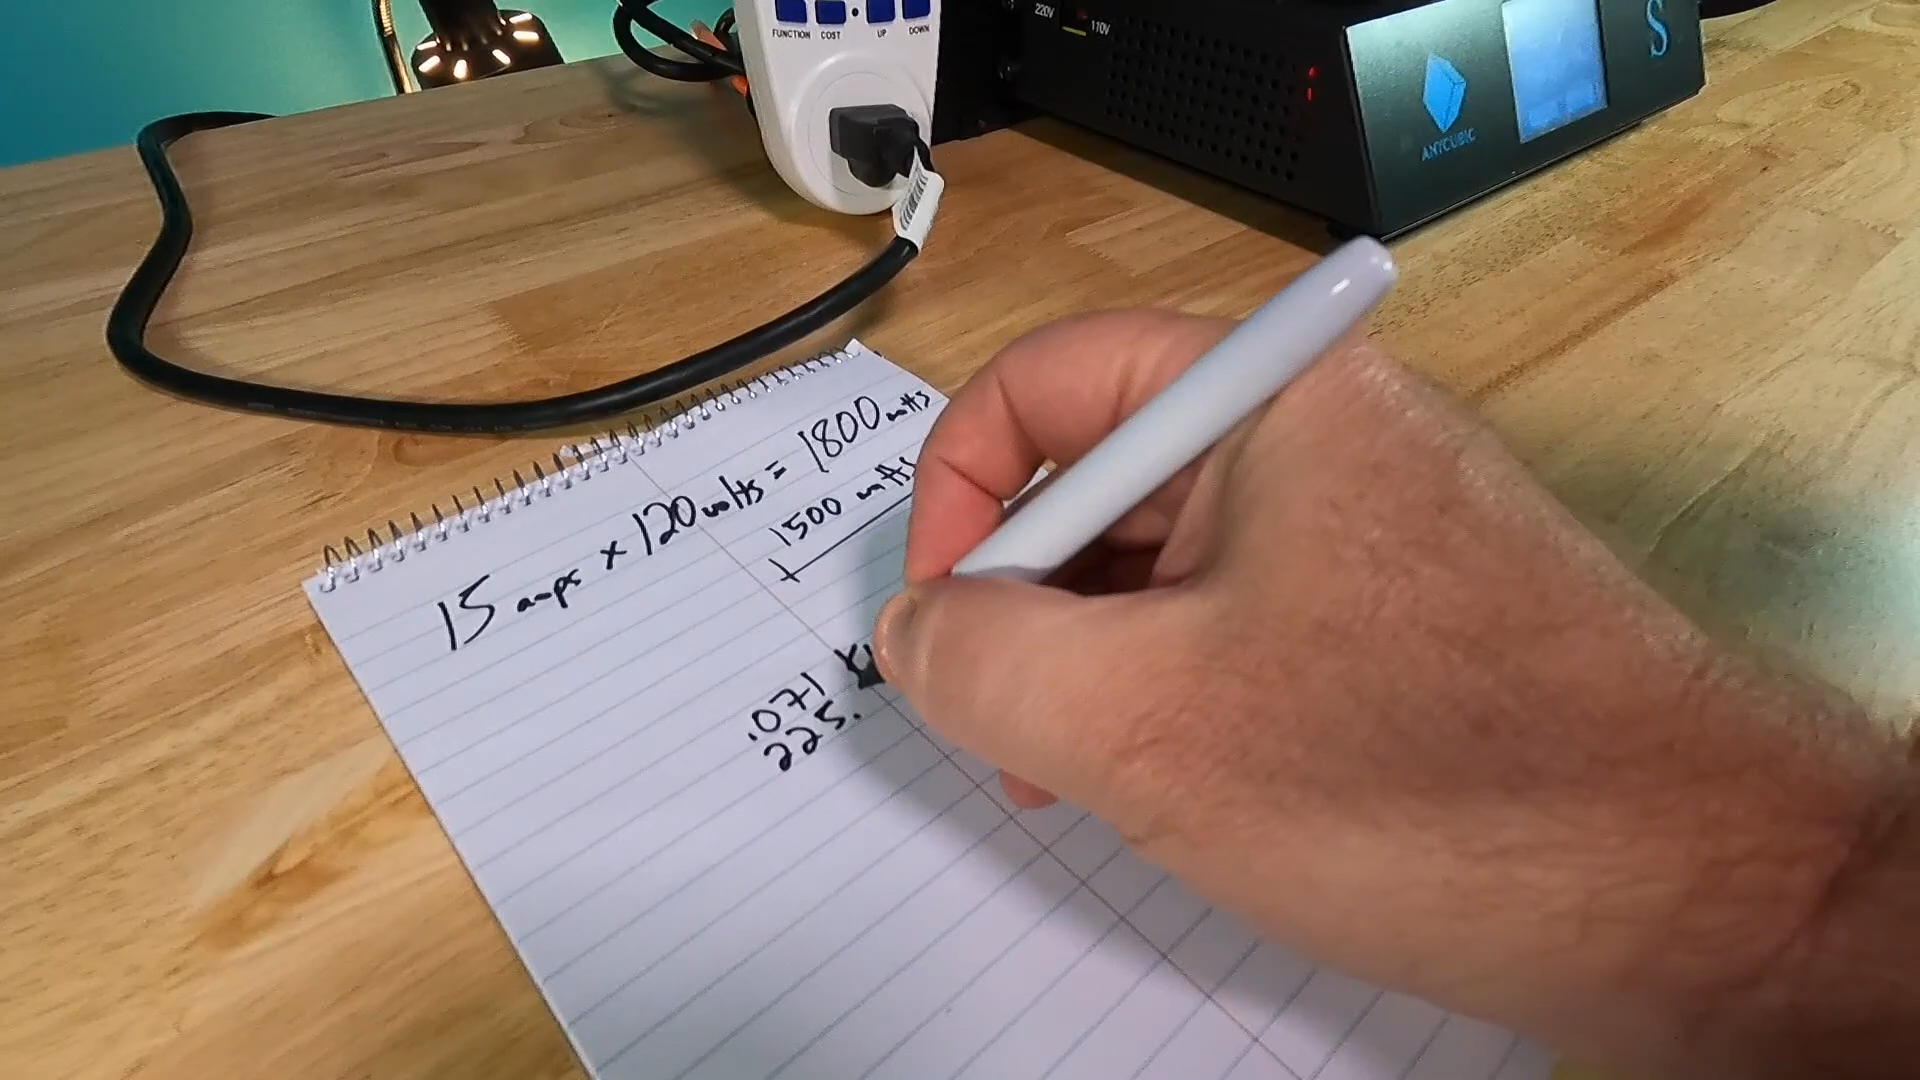 FUNCTION COST UP DOWN
220V 110V
ANYCUBIC
S
15 amps x 120 volts = 1800 watts
1500 watts
.071
225.